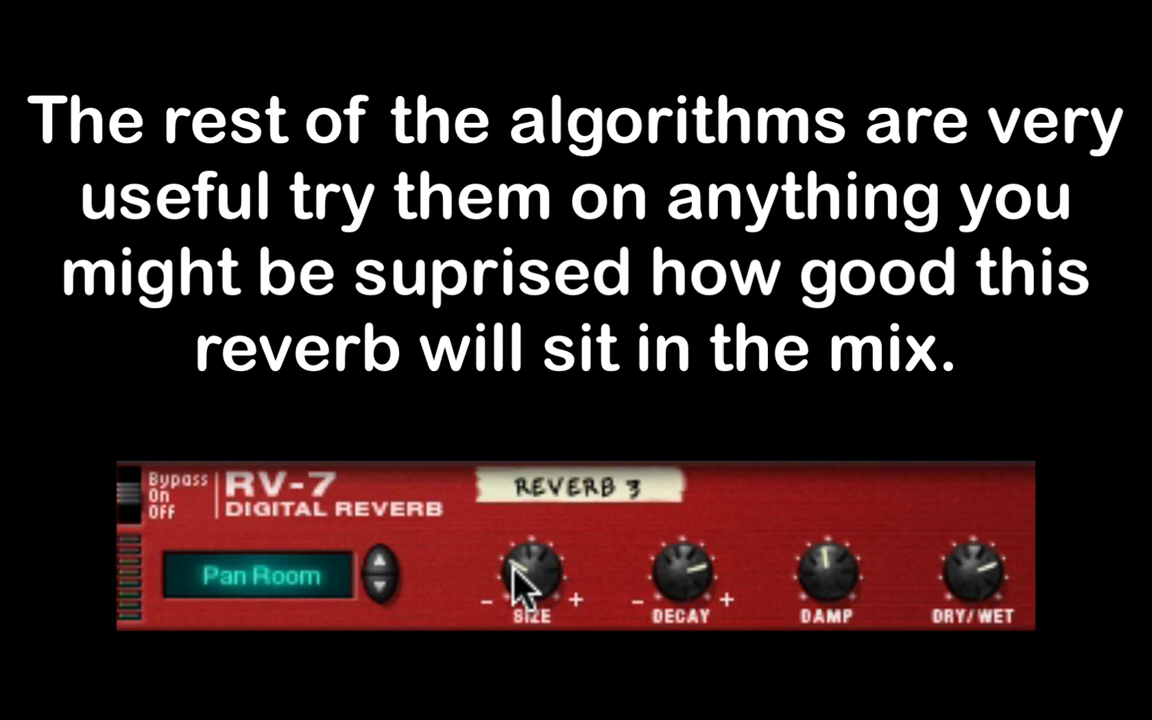 The rest of the algorithms are very
useful try them on anything you
might be suprised how good this
reverb will sit in the mix.
Bypass
On
Off
RV-7
DIGITAL REVERB
REVERB 3
Pan Room
- +
SIZE
- +
DECAY
DAMP
DRY/WET